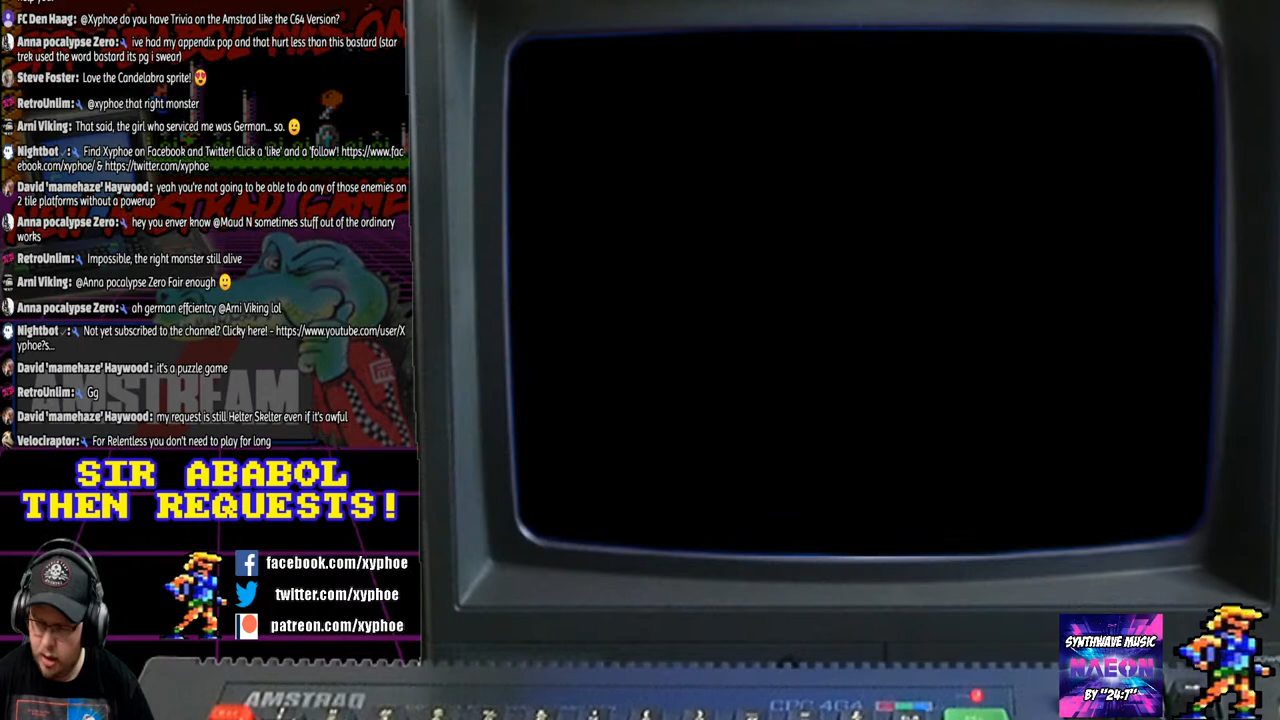 FC Den Haag: @Xyphoe do you have Trivia on the Amstrad like the C64 Version?
Anna pocalypse Zero: ive had my appendix pop and that hurt less than this bastard (star
trek used the word bastard its pg i swear)
Steve Foster: Love the Candelabra sprite! 😍
RetroUnlim: @xyphoe that right monster
Arni Viking: That said, the girl who serviced me was German... so. 😉
Nightbot: Find Xyphoe on Facebook and Twitter! Click a 'like' and a 'follow'! https://www.fac
ebook.com/xyphoe/ & https://twitter.com/xyphoe
David 'mamehaze' Haywood: yeah you're not going to be able to do any of those enemies on
2 tile platforms without a powerup
Anna pocalypse Zero: hey you enver know @Maud N sometimes stuff out of the ordinary
works
RetroUnlim: Impossible, the right monster still alive
Arni Viking: @Anna pocalypse Zero Fair enough 🙂
Anna pocalypse Zero: ah german effcientcy @Arni Viking lol
Nightbot: Not yet subscribed to the channel? Clicky here! - https://www.youtube.com/user/X
yphoe?s...
David 'mamehaze' Haywood: it's a puzzle game
RetroUnlim: Gg
David 'mamehaze' Haywood: my request is still Helter Skelter even if it's awful
Velociraptor: For Relentless you don't need to play for long
AMSTREAM
SIR ABABOL
THEN REQUESTS!
facebook.com/xyphoe
twitter.com/xyphoe
patreon.com/xyphoe
AMSTRAD
CPC 464
SYNTHWAVE MUSIC
NAEON
BY "24:7"